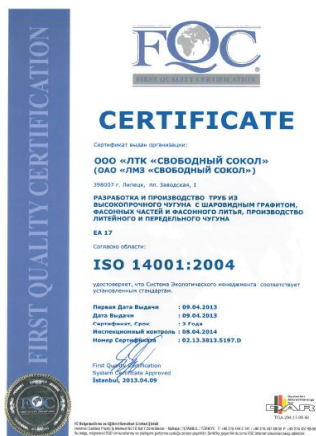 FQC
FIRST QUALITY CERTIFICATION
FIRST QUALITY CERTIFICATION
CERTIFICATE
Сертификат выдан организации:
ООО «ЛТК «СВОБОДНЫЙ СОКОЛ»
(ОАО «ЛМЗ «СВОБОДНЫЙ СОКОЛ»)
398007 г. Липецк, пл. Заводская, 1
РАЗРАБОТКА И ПРОИЗВОДСТВО ТРУБ ИЗ
ВЫСОКОПРОЧНОГО ЧУГУНА С ШАРОВИДНЫМ ГРАФИТОМ,
ФАСОННЫХ ЧАСТЕЙ И ФАСОННОГО ЛИТЬЯ, ПРОИЗВОДСТВО
ЛИТЕЙНОГО И ПЕРЕДЕЛЬНОГО ЧУГУНА
EA 17
Согласно области:
ISO 14001:2004
удостоверяет, что Система Экологического менеджмента соответствует
установленным стандартам.
Первая Дата Выдачи : 09.04.2013
Дата Выдачи : 09.04.2013
Сертификат, Срок : 3 Года
Инспекционный контроль : 08.04.2014
Номер Сертификата : 02.13.3813.5197.D
First Quality Certification
System Certificate Approved
Istanbul, 2013.04.09
FQC